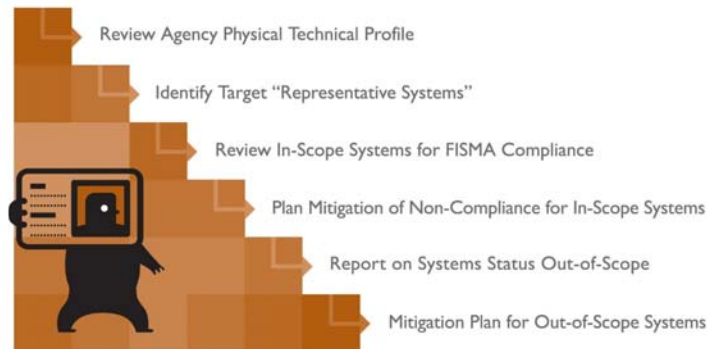 Review Agency Physical Technical Profile
Identify Target “Representative Systems”
Review In-Scope Systems for FISMA Compliance
Plan Mitigation of Non-Compliance for In-Scope Systems
Report on Systems Status Out-of-Scope
Mitigation Plan for Out-of-Scope Systems